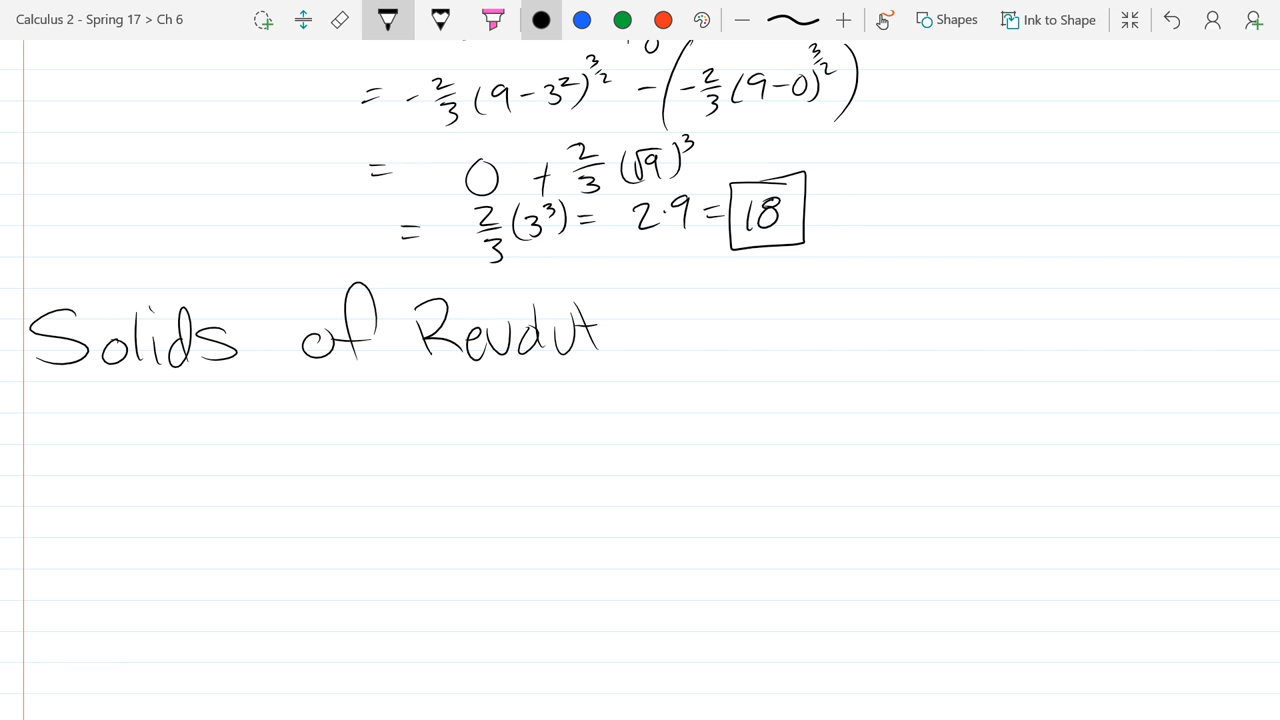 Calculus 2 - Spring 17 > Ch 6 Shapes Ink to Shape
= -2/3 (9 - 3²)^(3/2) - (-2/3 (9 - 0)^(3/2))
= 0 + 2/3 (√9)³
= 2/3 (3³) = 2·9 = 18
Solids of Revolut